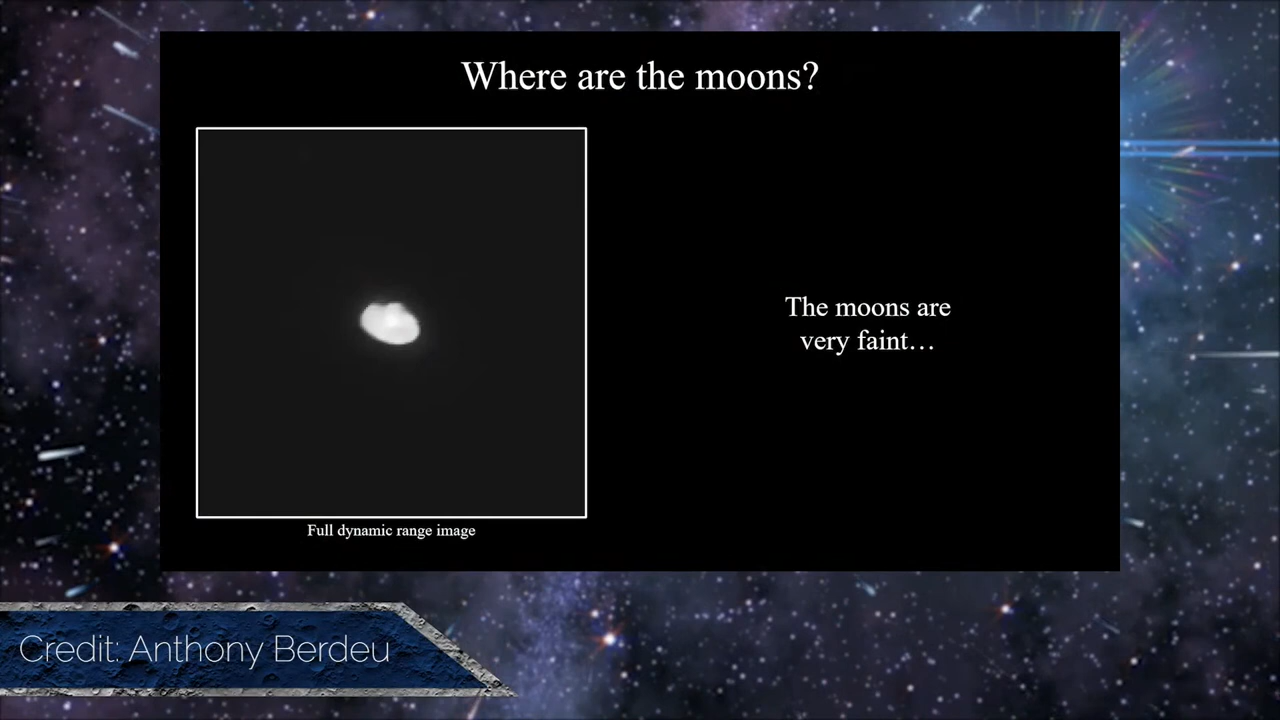 Where are the moons?
The moons are
very faint…
Full dynamic range image
Credit: Anthony Berdeu